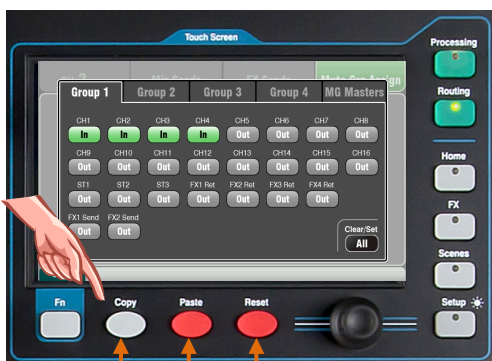 Touch Screen
Processing
Mute Grp Assign
Group 1 Group 2 Group 3 Group 4 MG Masters
Routing
CH1 CH2 CH3 CH4 CH5 CH6 CH7 CH8
In In In In Out Out Out Out
CH9 CH10 CH11 CH12 CH13 CH14 CH15 CH16
Out Out Out Out Out Out Out Out
Home
ST1 ST2 ST3 FX1 Ret FX2 Ret FX3 Ret FX4 Ret
Out Out Out Out Out Out Out
FX
FX1 Send FX2 Send
Out Out
Clear/Set
All
Scenes
Fn Copy Paste Reset Setup